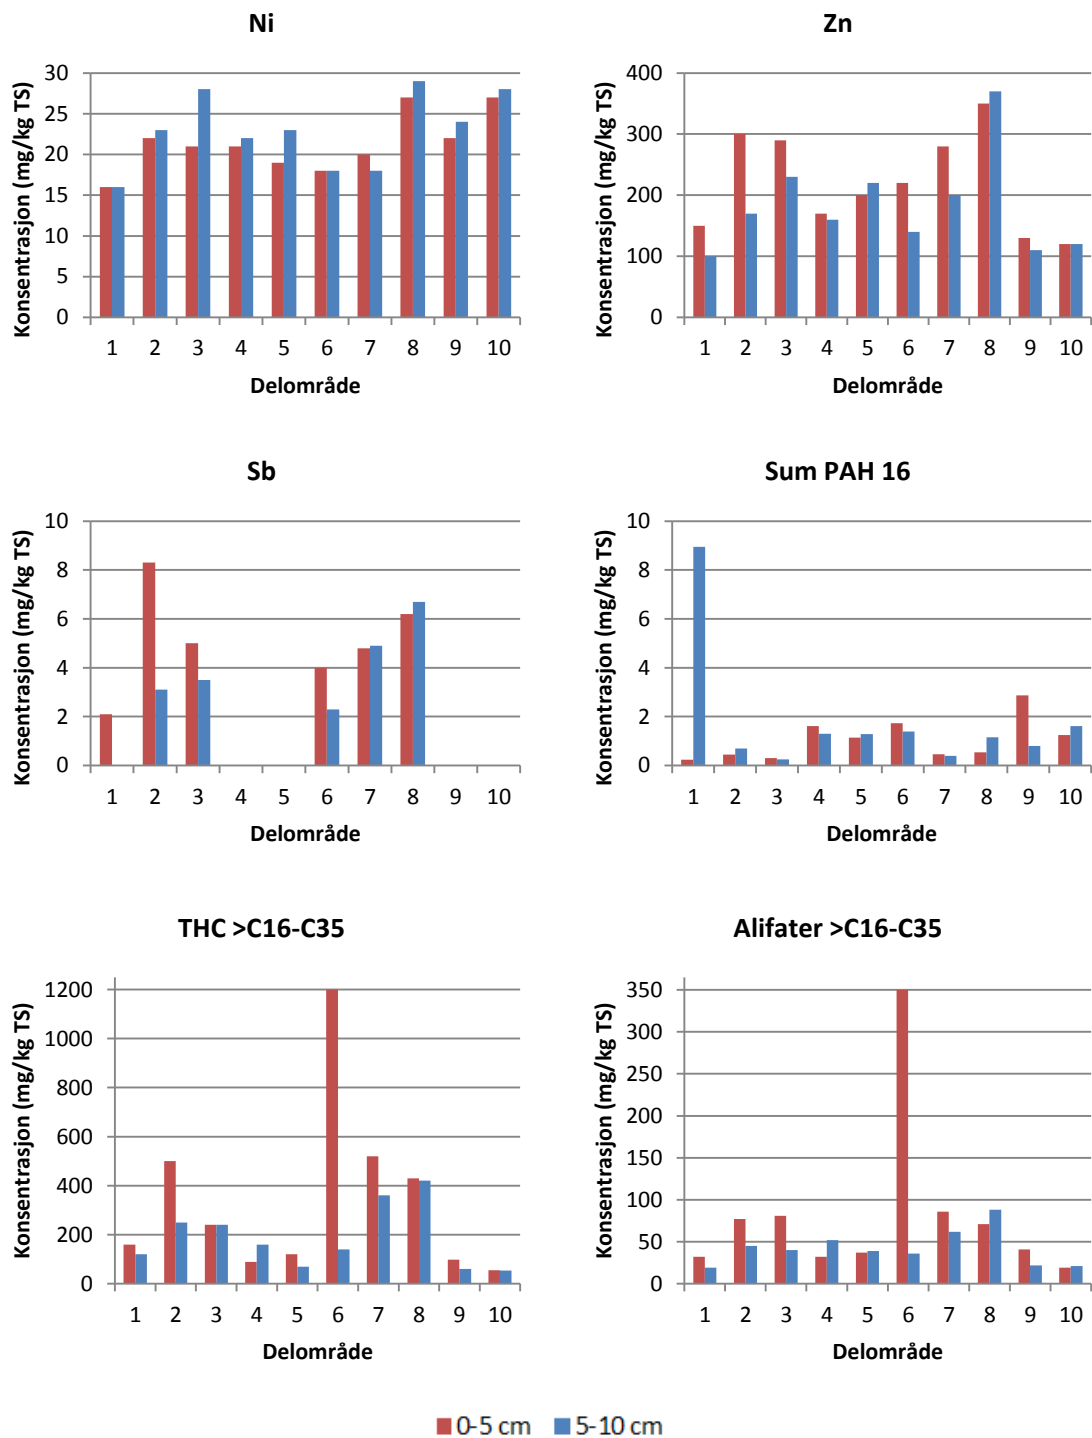 Ni
Konsentrasjon (mg/kg TS)
30
25
20
15
10
5
0
1 2 3 4 5 6 7 8 9 10
Delområde
Zn
Konsentrasjon (mg/kg TS)
400
300
200
100
0
1 2 3 4 5 6 7 8 9 10
Delområde
Sb
Konsentrasjon (mg/kg TS)
10
8
6
4
2
0
1 2 3 4 5 6 7 8 9 10
Delområde
Sum PAH 16
Konsentrasjon (mg/kg TS)
10
8
6
4
2
0
1 2 3 4 5 6 7 8 9 10
Delområde
THC >C16-C35
Konsentrasjon (mg/kg TS)
1200
1000
800
600
400
200
0
1 2 3 4 5 6 7 8 9 10
Delområde
Alifater >C16-C35
Konsentrasjon (mg/kg TS)
350
300
250
200
150
100
50
0
1 2 3 4 5 6 7 8 9 10
Delområde
0-5 cm 5-10 cm